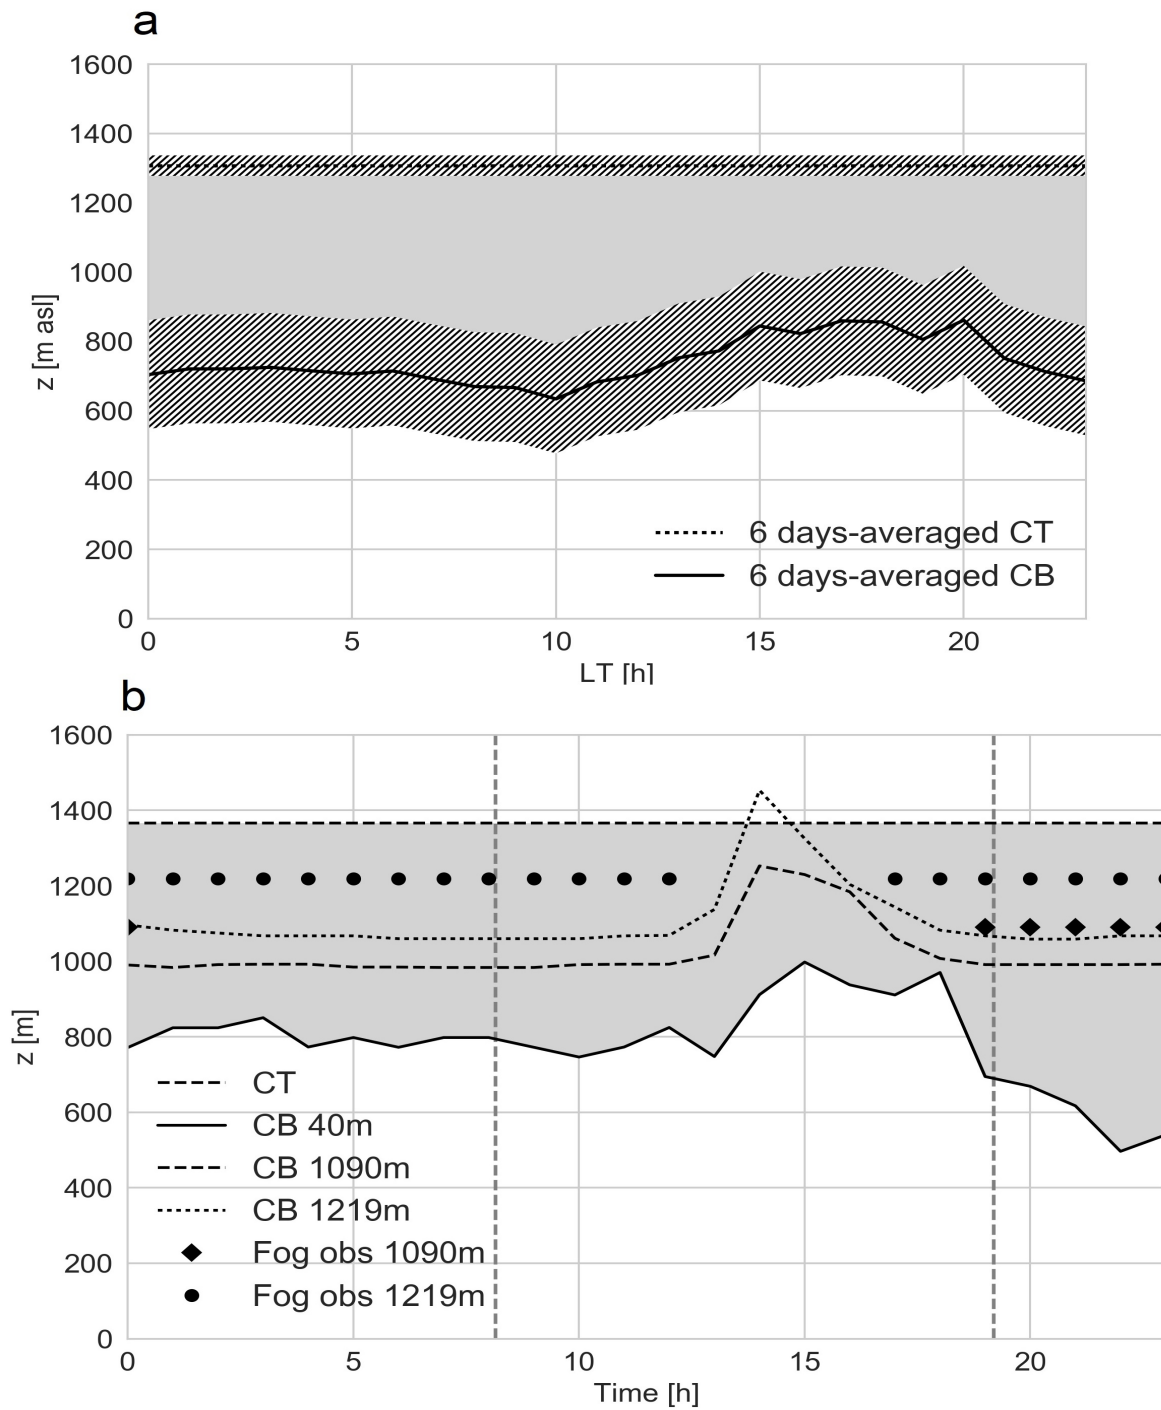 a
1600
1400
1200
1000
800
600
400
200
0
z [m asl]
6 days-averaged CT
6 days-averaged CB
0 5 10 15 20
LT [h]
b
1600
1400
1200
1000
800
600
400
200
0
z [m]
CT
CB 40m
CB 1090m
CB 1219m
Fog obs 1090m
Fog obs 1219m
0 5 10 15 20
Time [h]